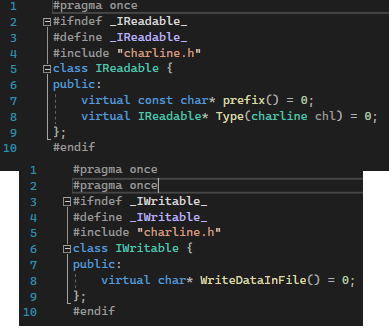 1 #pragma once
2 #ifndef _IReadable_
3 #define _IReadable_
4 #include "charline.h"
5 class IReadable {
6 public:
7 virtual const char* prefix() = 0;
8 virtual IReadable* Type(charline chl) = 0;
9 };
10 #endif
1 #pragma once
2 #pragma once
3 #ifndef _IWritable_
4 #define _IWritable_
5 #include "charline.h"
6 class IWritable {
7 public:
8 virtual char* WriteDataInFile() = 0;
9 };
10 #endif